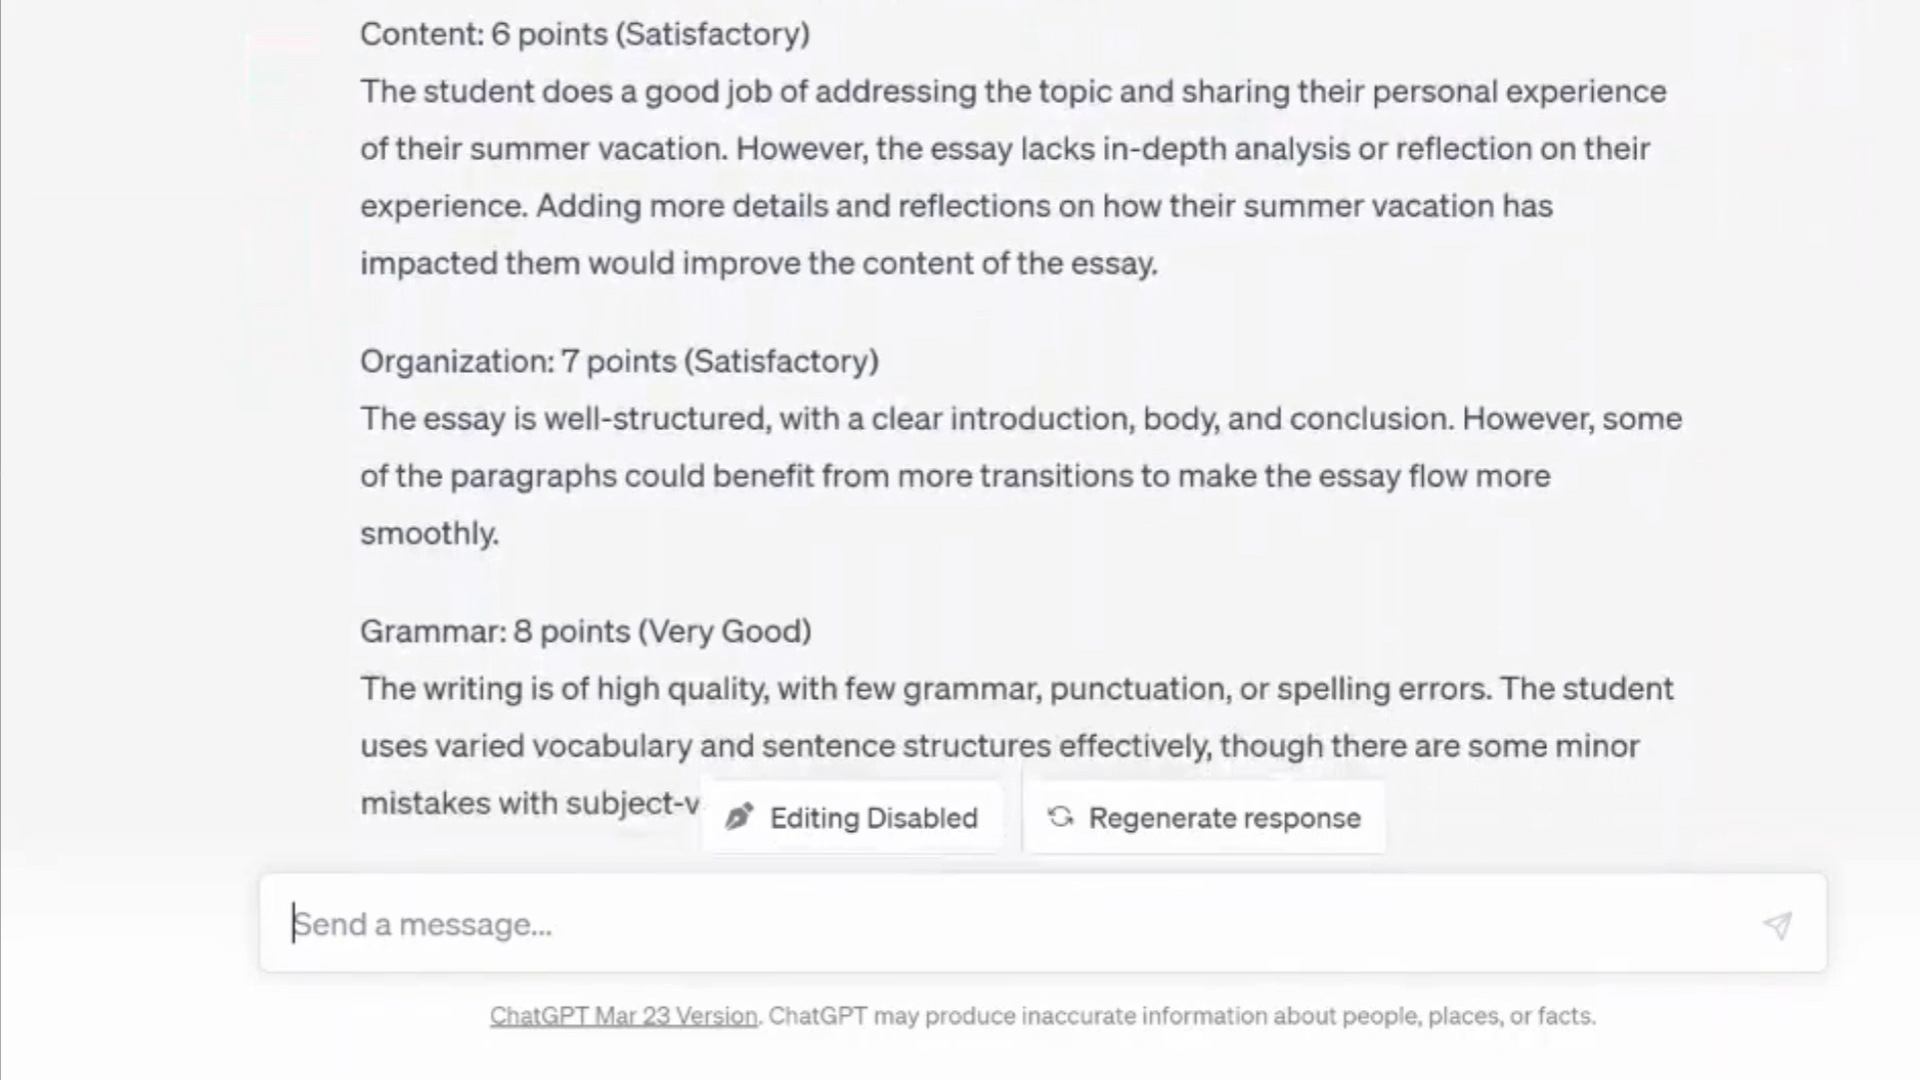 Content: 6 points (Satisfactory)
The student does a good job of addressing the topic and sharing their personal experience
of their summer vacation. However, the essay lacks in-depth analysis or reflection on their
experience. Adding more details and reflections on how their summer vacation has
impacted them would improve the content of the essay.
Organization: 7 points (Satisfactory)
The essay is well-structured, with a clear introduction, body, and conclusion. However, some
of the paragraphs could benefit from more transitions to make the essay flow more
smoothly.
Grammar: 8 points (Very Good)
The writing is of high quality, with few grammar, punctuation, or spelling errors. The student
uses varied vocabulary and sentence structures effectively, though there are some minor
mistakes with subject-v
Editing Disabled
Regenerate response
Send a message...
ChatGPT Mar 23 Version. ChatGPT may produce inaccurate information about people, places, or facts.